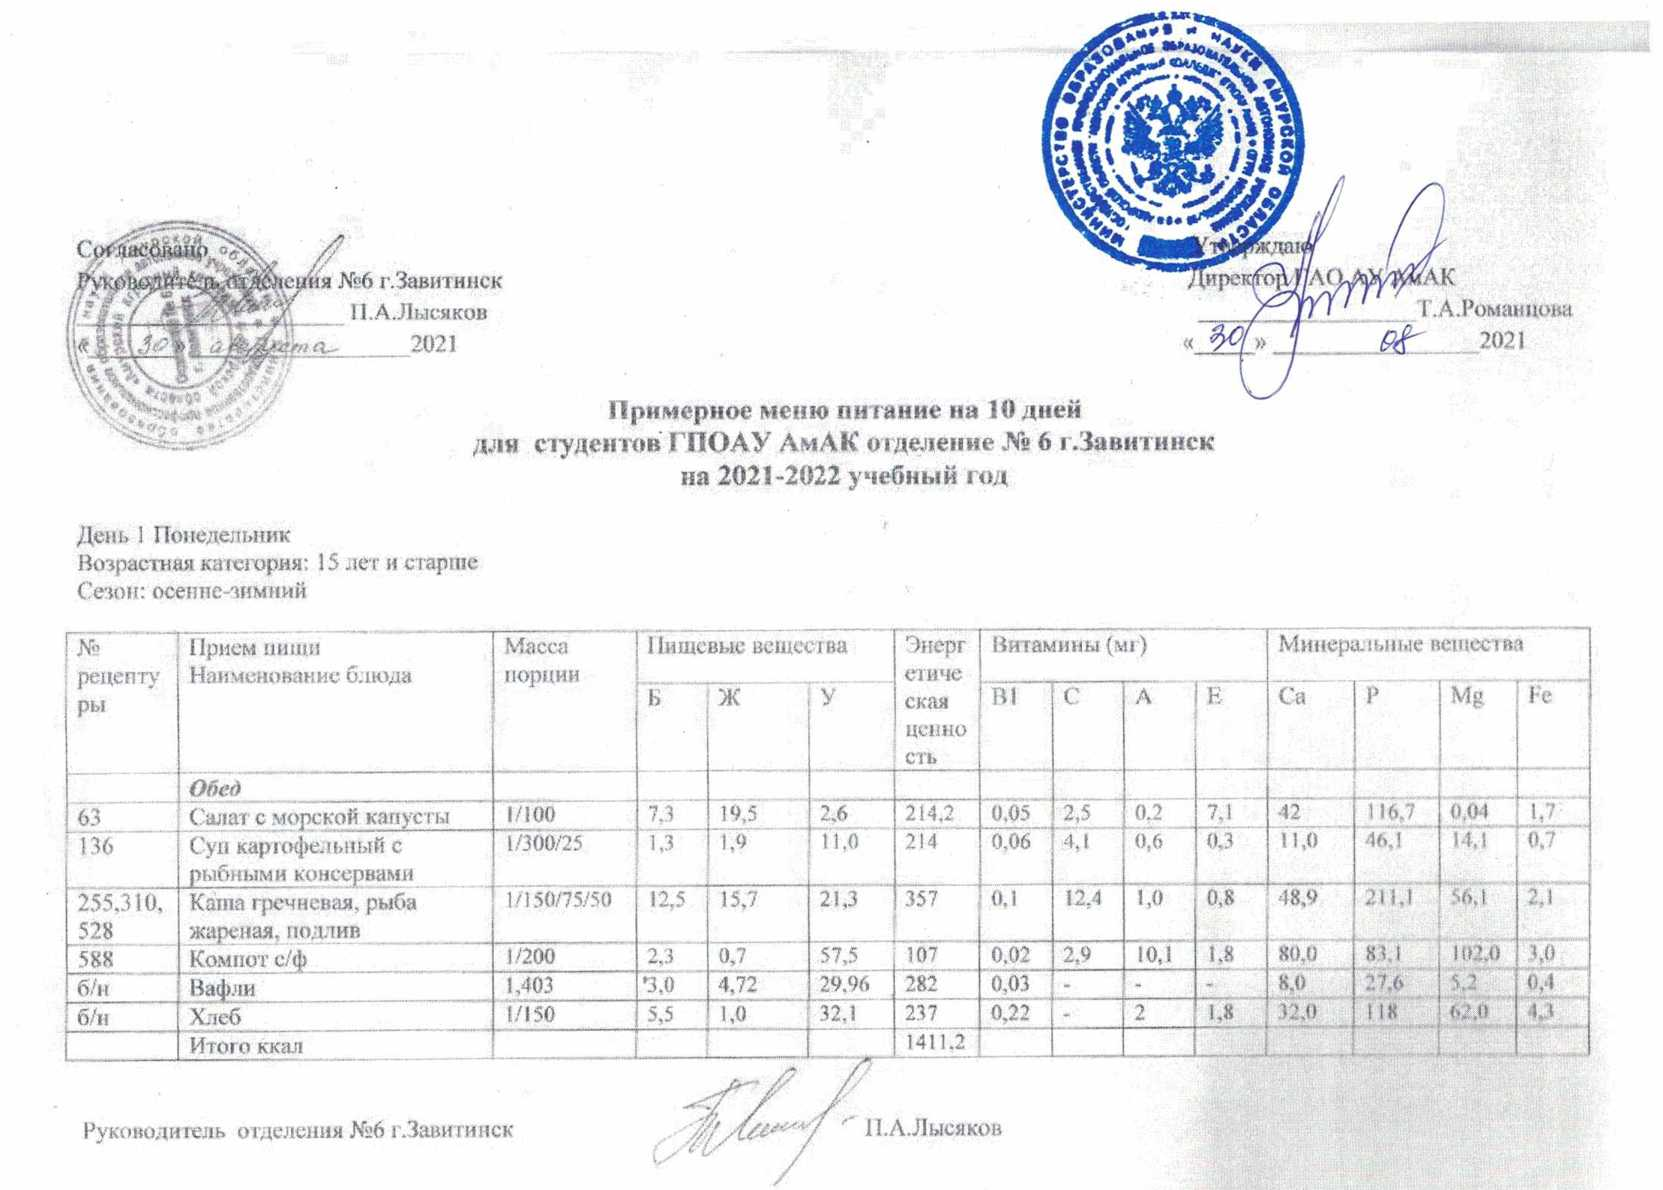 МИНИСТЕРСТВО ОБРАЗОВАНИЯ И НАУКИ АМУРСКОЙ ОБЛАСТИ
Согласовано
Руководитель отделения №6 г.Завитинск
П.А.Лысяков
« 30 » августа 2021
Утверждаю
Директор АмАК
Т.А.Романцова
« 30 » 08 2021
Примерное меню питание на 10 дней
для студентов ГПОАУ АмАК отделение № 6 г.Завитинск
на 2021-2022 учебный год
День 1 Понедельник
Возрастная категория: 15 лет и старше
Сезон: осенне-зимний
№ рецептуры Прием пищи Наименование блюда Масса порции Пищевые вещества Энергетическая ценность Витамины (мг) Минеральные вещества
Б Ж У В1 С А Е Ca P Mg Fe
Обед
63 Салат с морской капусты 1/100 7,3 19,5 2,6 214,2 0,05 2,5 0,2 7,1 42 116,7 0,04 1,7
136 Суп картофельный с рыбными консервами 1/300/25 1,3 1,9 11,0 214 0,06 4,1 0,6 0,3 11,0 46,1 14,1 0,7
255,310, 528 Каша гречневая, рыба жареная, подлив 1/150/75/50 12,5 15,7 21,3 357 0,1 12,4 1,0 0,8 48,9 211,1 56,1 2,1
588 Компот с/ф 1/200 2,3 0,7 57,5 107 0,02 2,9 10,1 1,8 80,0 83,1 102,0 3,0
б/н Вафли 1,403 3,0 4,72 29,96 282 0,03 - - - 8,0 27,6 5,2 0,4
б/н Хлеб 1/150 5,5 1,0 32,1 237 0,22 - 2 1,8 32,0 118 62,0 4,3
Итого ккал 1411,2
Руководитель отделения №6 г.Завитинск П.А.Лысяков